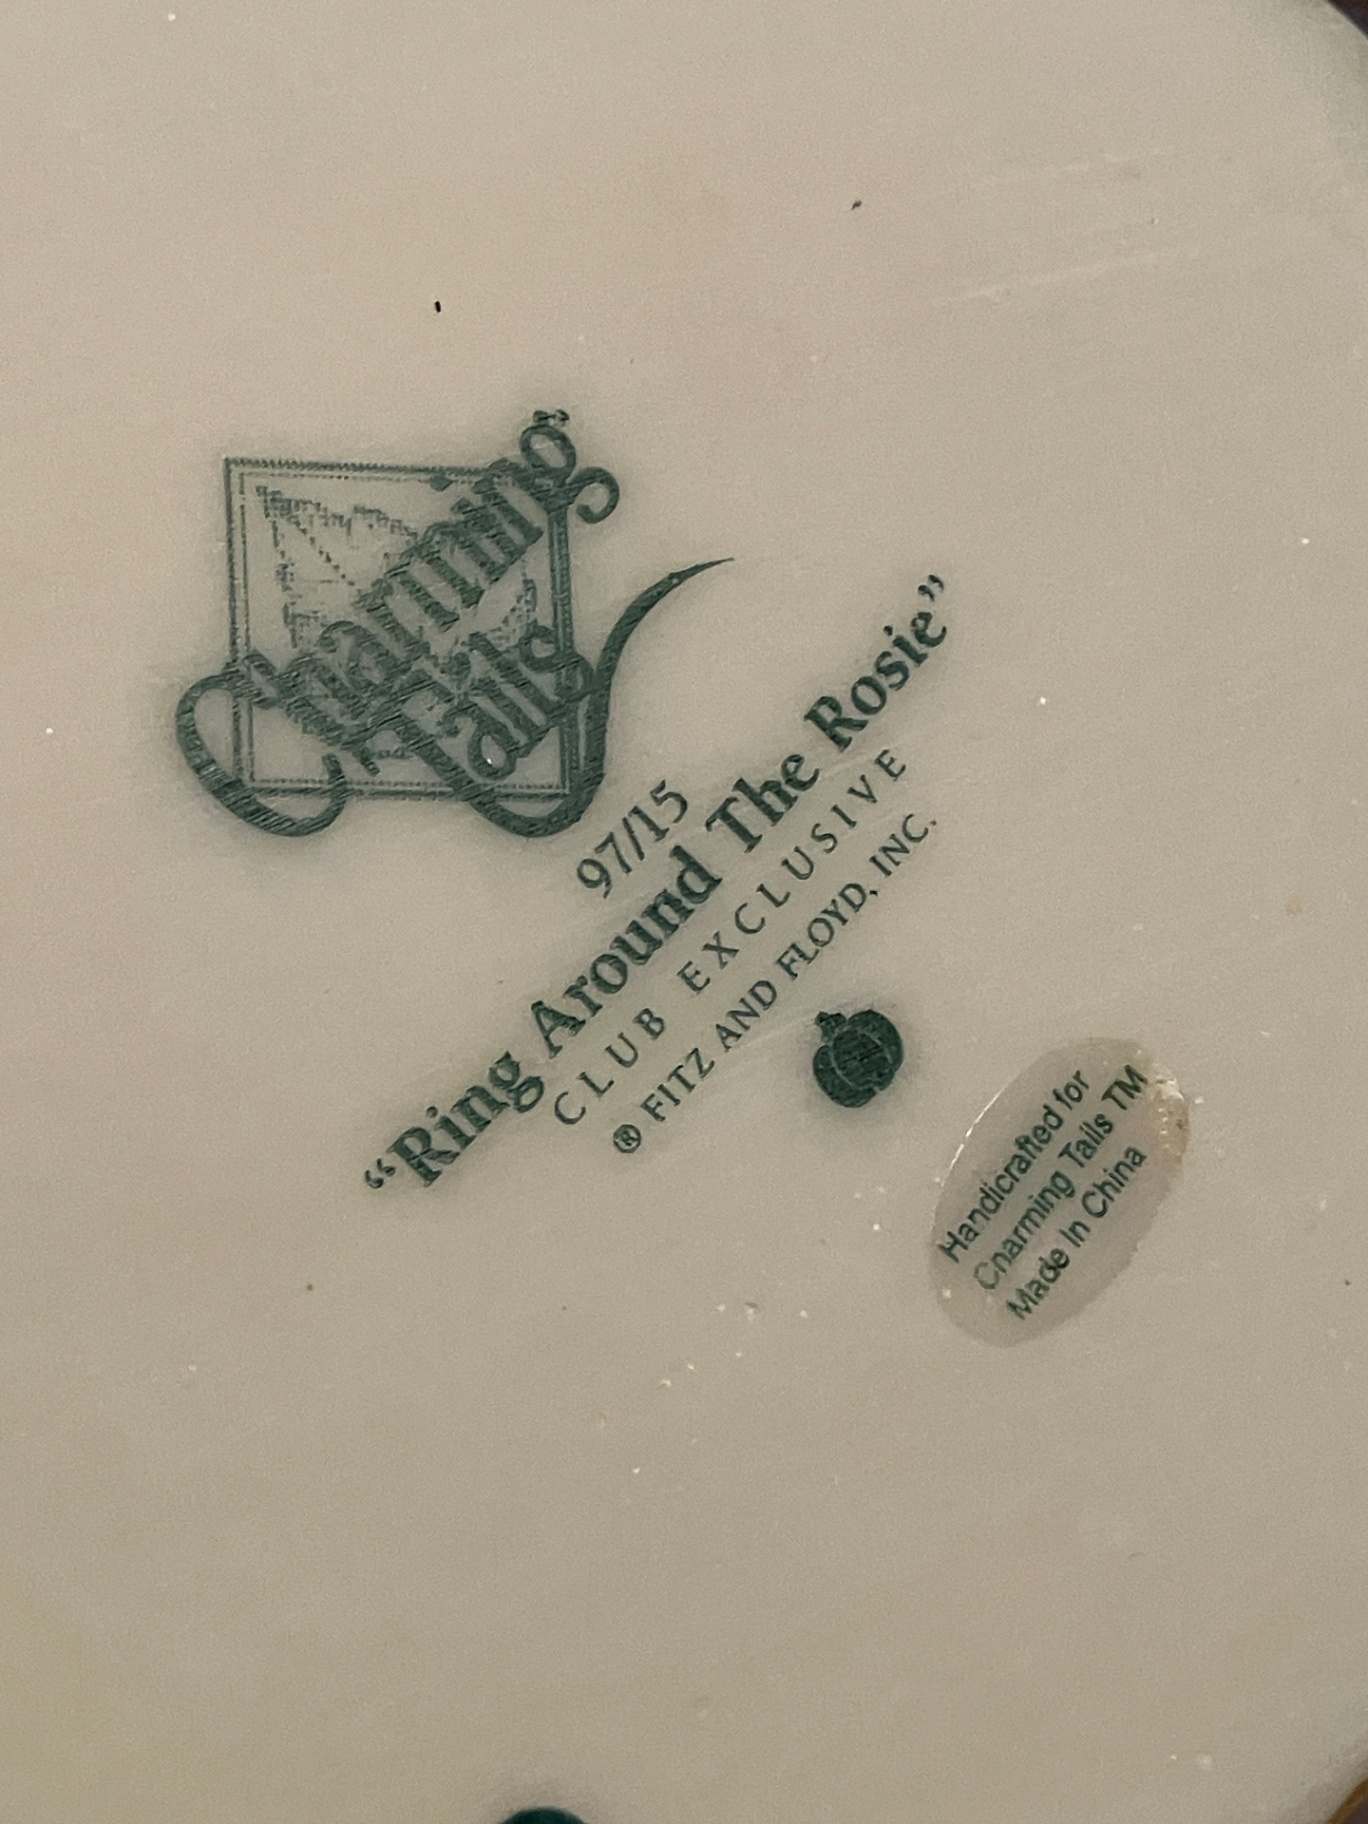 Charming
Tails
97/15
“Ring Around The Rosie”
CLUB EXCLUSIVE
® FITZ AND FLOYD, INC.
Handicrafted for
Charming Tails TM
Made In China